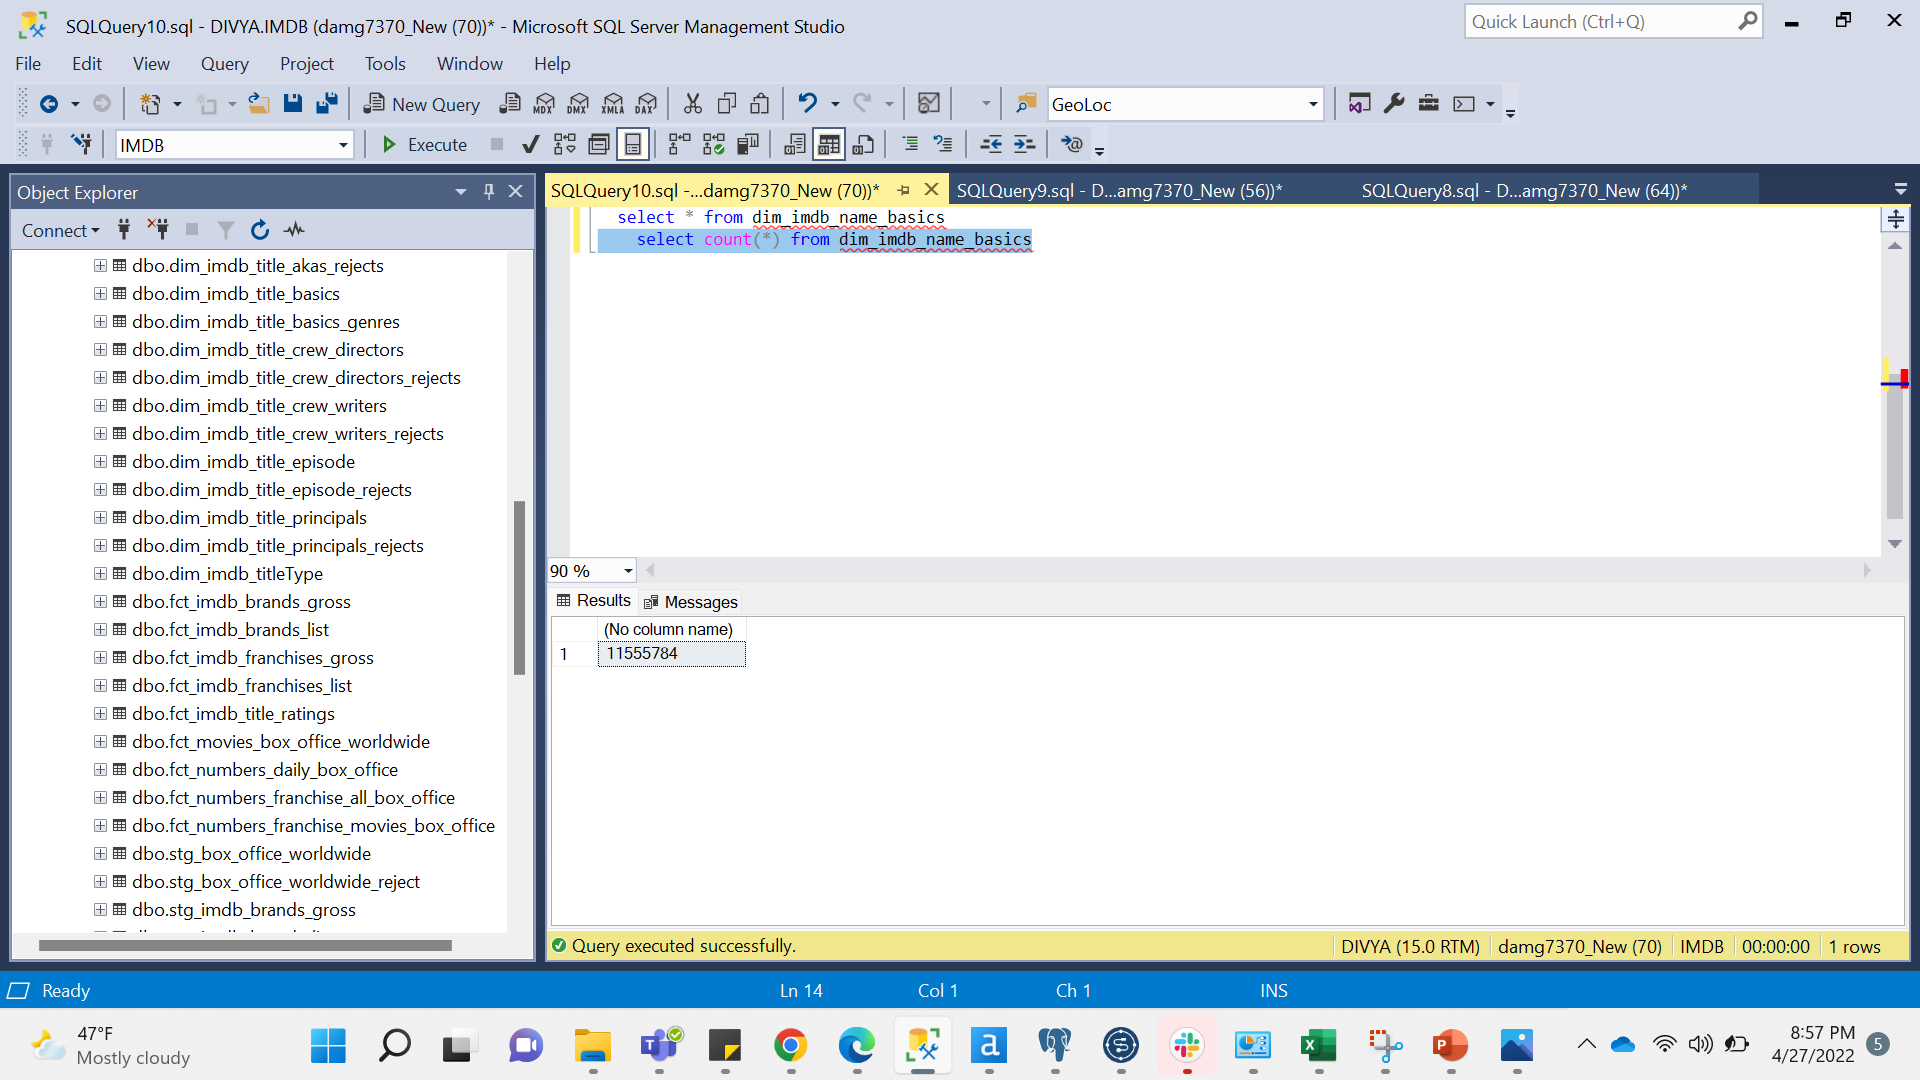 SQLQuery10.sql - DIVYA.IMDB (damg7370_New (70))* - Microsoft SQL Server Management Studio
Quick Launch (Ctrl+Q)
File Edit View Query Project Tools Window Help
New Query
MDX DMX XMLA DAX
GeoLoc
IMDB
Execute
Object Explorer
SQLQuery10.sql -...damg7370_New (70))*
SQLQuery9.sql - D...amg7370_New (56))*
SQLQuery8.sql - D...amg7370_New (64))*
Connect
dbo.dim_imdb_title_akas_rejects
dbo.dim_imdb_title_basics
dbo.dim_imdb_title_basics_genres
dbo.dim_imdb_title_crew_directors
dbo.dim_imdb_title_crew_directors_rejects
dbo.dim_imdb_title_crew_writers
dbo.dim_imdb_title_crew_writers_rejects
dbo.dim_imdb_title_episode
dbo.dim_imdb_title_episode_rejects
dbo.dim_imdb_title_principals
dbo.dim_imdb_title_principals_rejects
dbo.dim_imdb_titleType
dbo.fct_imdb_brands_gross
dbo.fct_imdb_brands_list
dbo.fct_imdb_franchises_gross
dbo.fct_imdb_franchises_list
dbo.fct_imdb_title_ratings
dbo.fct_movies_box_office_worldwide
dbo.fct_numbers_daily_box_office
dbo.fct_numbers_franchise_all_box_office
dbo.fct_numbers_franchise_movies_box_office
dbo.stg_box_office_worldwide
dbo.stg_box_office_worldwide_reject
dbo.stg_imdb_brands_gross
select * from dim_imdb_name_basics
select count(*) from dim_imdb_name_basics
90 %
Results Messages
(No column name)
1 11555784
Query executed successfully.
DIVYA (15.0 RTM) damg7370_New (70) IMDB 00:00:00 1 rows
Ready Ln 14 Col 1 Ch 1 INS
47°F
Mostly cloudy
8:57 PM
4/27/2022
5